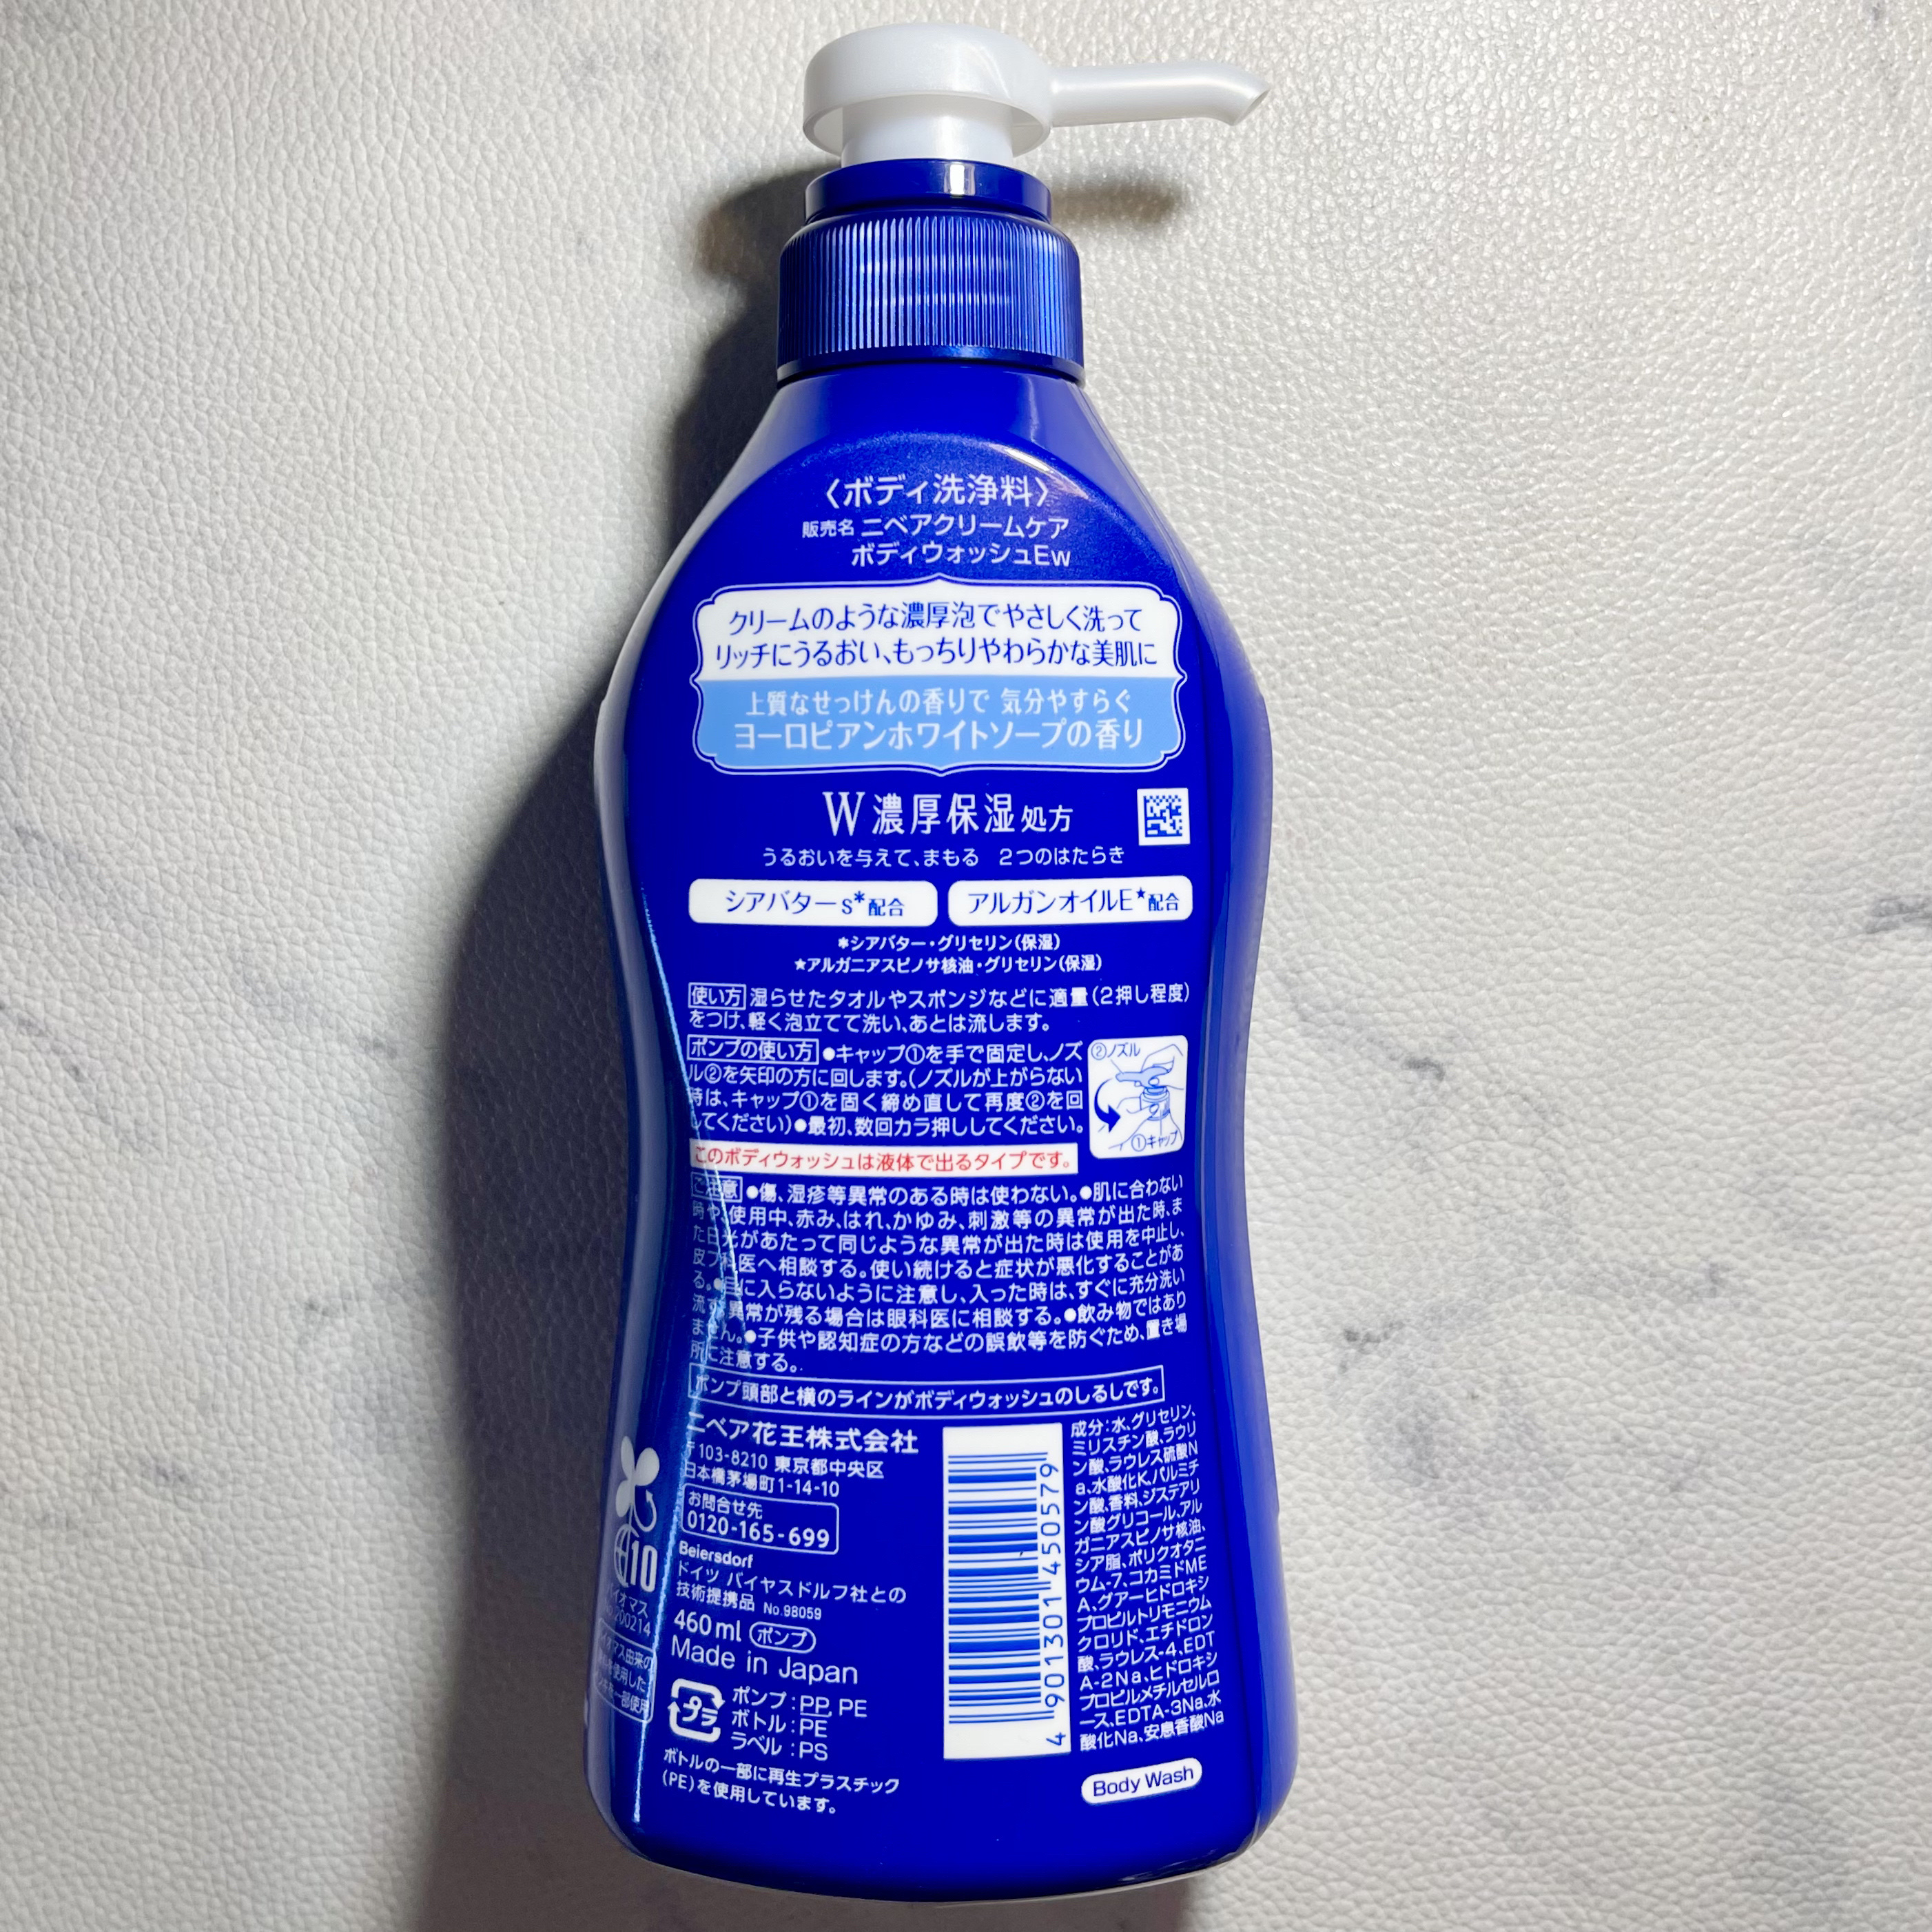 〈ボディ洗浄料〉
販売名 ニベアクリームケア
ボディウォッシュEw
クリームのような濃厚泡でやさしく洗って
リッチにうるおい、もっちりやわらかな美肌に
上質なせっけんの香りで 気分やすらぐ
ヨーロピアンホワイトソープの香り
W濃厚保湿処方
うるおいを与えて、まもる 2つのはたらき
シアバターs*配合
アルガンオイルE★配合
*シアバター・グリセリン(保湿)
★アルガニアスピノサ核油・グリセリン(保湿)
使い方 湿らせたタオルやスポンジなどに適量(2押し程度)
をつけ、軽く泡立てて洗い、あとは流します。
ポンプの使い方 ●キャップ①を手で固定し、ノズ
ル②を矢印の方に回します。(ノズルが上がらない
時は、キャップ①を固く締め直して再度②を回
してください)●最初、数回カラ押ししてください。
②ノズル
①キャップ
このボディウォッシュは液体で出るタイプです。
ご注意 ●傷、湿疹等異常のある時は使わない。●肌に合わない
時や、使用中、赤み、はれ、かゆみ、刺激等の異常が出た時、ま
た日光があたって同じような異常が出た時は使用を中止し、
皮フ科医へ相談する。使い続けると症状が悪化することがあ
る。●目に入らないように注意し、入った時は、すぐに充分洗い
流す。異常が残る場合は眼科医に相談する。●飲み物ではあり
ません。●子供や認知症の方などの誤飲等を防ぐため、置き場
所に注意する。
ポンプ頭部と横のラインがボディウォッシュのしるしです。
ニベア花王株式会社
〒103-8210 東京都中央区
日本橋茅場町1-14-10
お問合せ先
0120-165-699
Beiersdorf
ドイツ バイヤスドルフ社との
技術提携品 No.98059
460ml ポンプ
Made in Japan
プラ
ポンプ:PP, PE
ボトル:PE
ラベル:PS
ボトルの一部に再生プラスチック
(PE)を使用しています。
10
バイオマス
200214
バイオマス由来の
使用した
一部使用
4 901301 450579
成分:水、グリセリン、
ミリスチン酸、ラウリ
ン酸、ラウレス硫酸N
a、水酸化K、パルミチ
ン酸、香料、ジステアリ
ン酸グリコール、アル
ガニアスピノサ核油、
シア脂、ポリクオタニ
ウム-7、コカミドME
A、グアーヒドロキシ
プロピルトリモニウム
クロリド、エチドロン
酸、ラウレス-4、EDT
A-2Na、ヒドロキシ
プロピルメチルセルロ
ース、EDTA-3Na、水
酸化Na、安息香酸Na
Body Wash